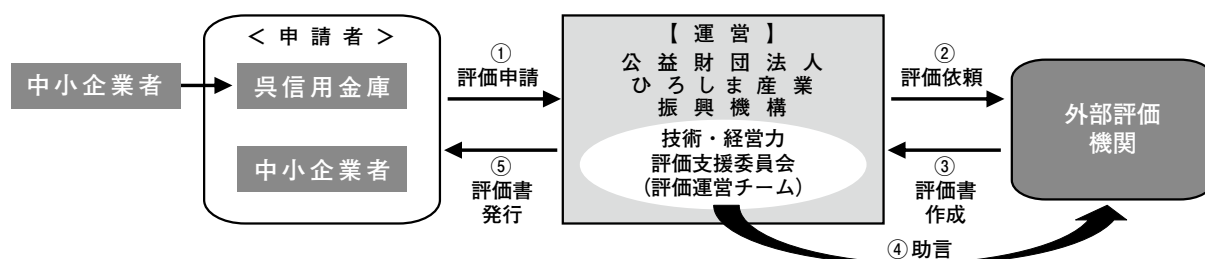 中小企業者
＜申請者＞
呉信用金庫
中小企業者
①
評価申請
⑤
評価書
発行
【運営】
公益財団法人
ひろしま産業
振興機構
技術・経営力
評価支援委員会
(評価運営チーム)
②
評価依頼
③
評価書
作成
④助言
外部評価
機関